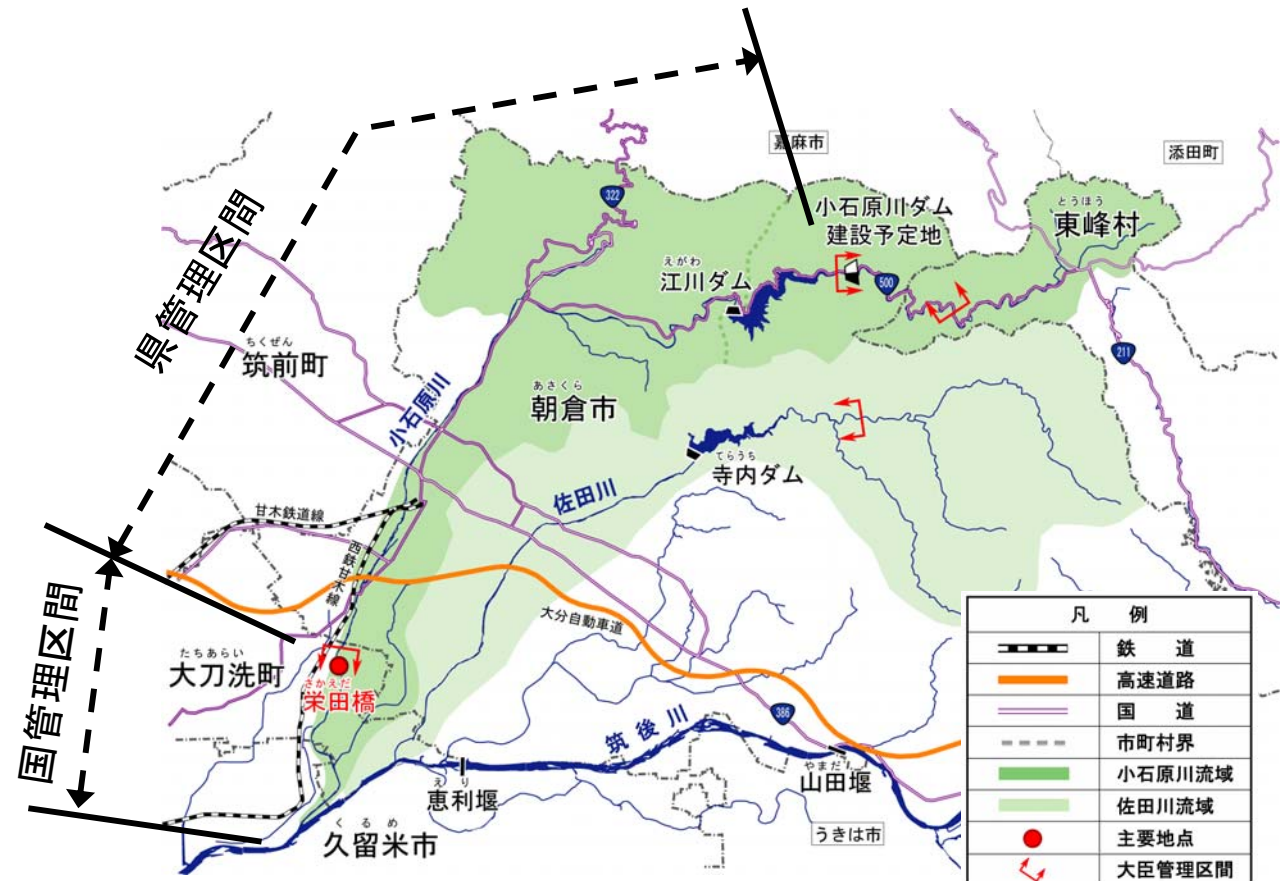 県管理区間
国管理区間
嘉麻市
添田町
322
とうほう
東峰村
小石原川ダム
建設予定地
えがわ
江川ダム
500
211
ちくぜん
筑前町
小石原川
あさくら
朝倉市
てらうち
寺内ダム
佐田川
甘木鉄道線
西鉄甘木線
大分自動車道
たちあらい
大刀洗町
さかえだ
栄田橋
386
筑後川
えり
恵利堰
やまだ
山田堰
くるめ
久留米市
うきは市
凡 例
鉄 道
高速道路
国 道
市町村界
小石原川流域
佐田川流域
主要地点
大臣管理区間